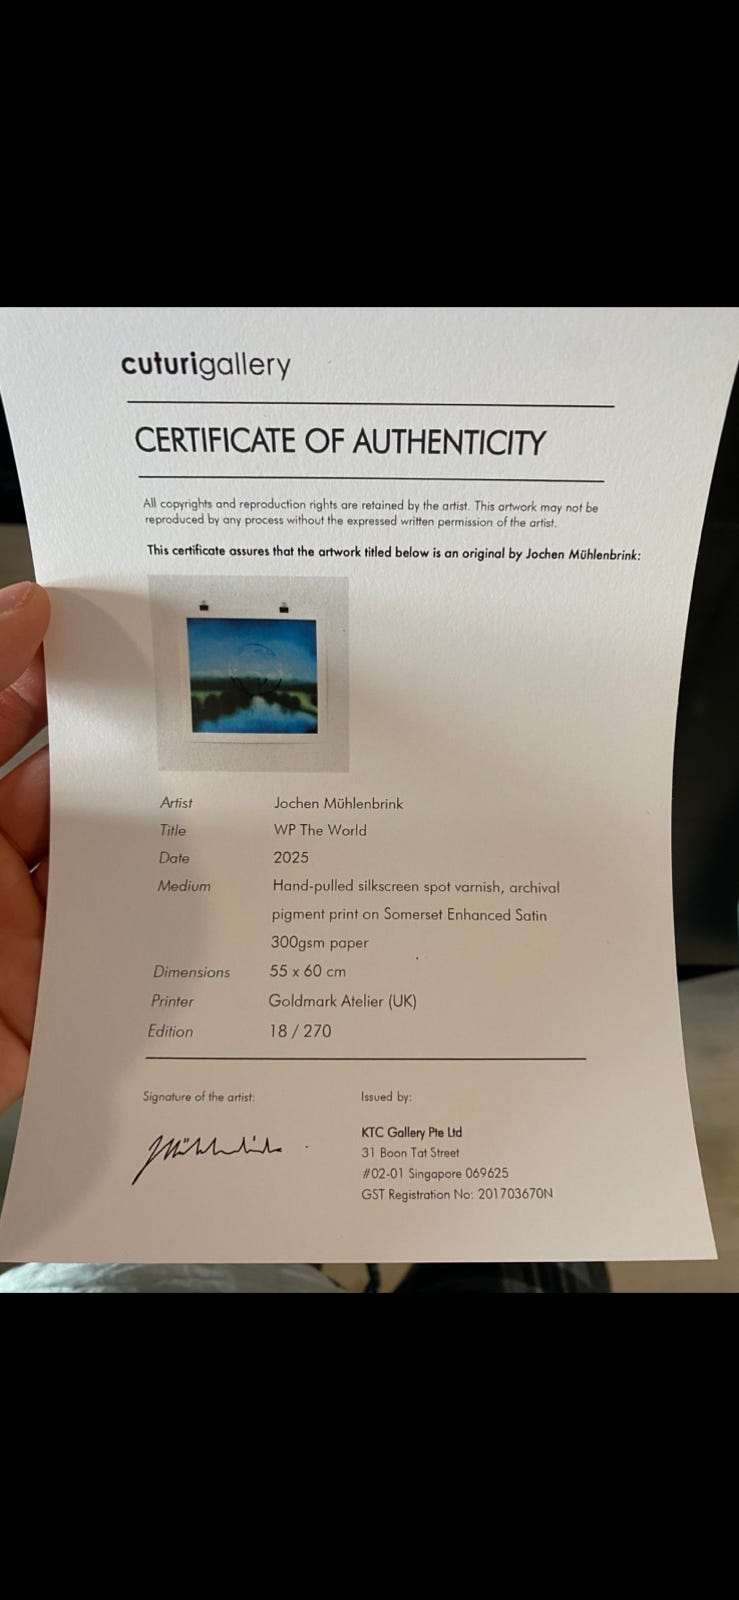 cuturigallery
CERTIFICATE OF AUTHENTICITY
All copyrights and reproduction rights are retained by the artist. This artwork may not be
reproduced by any process without the expressed written permission of the artist.
This certificate assures that the artwork titled below is an original by Jochen Mühlenbrink:
Artist Jochen Mühlenbrink
Title WP The World
Date 2025
Medium Hand-pulled silkscreen spot varnish, archival
pigment print on Somerset Enhanced Satin
300gsm paper
Dimensions 55 x 60 cm
Printer Goldmark Atelier (UK)
Edition 18 / 270
Signature of the artist: Issued by:
KTC Gallery Pte Ltd
31 Boon Tat Street
#02-01 Singapore 069625
GST Registration No: 201703670N